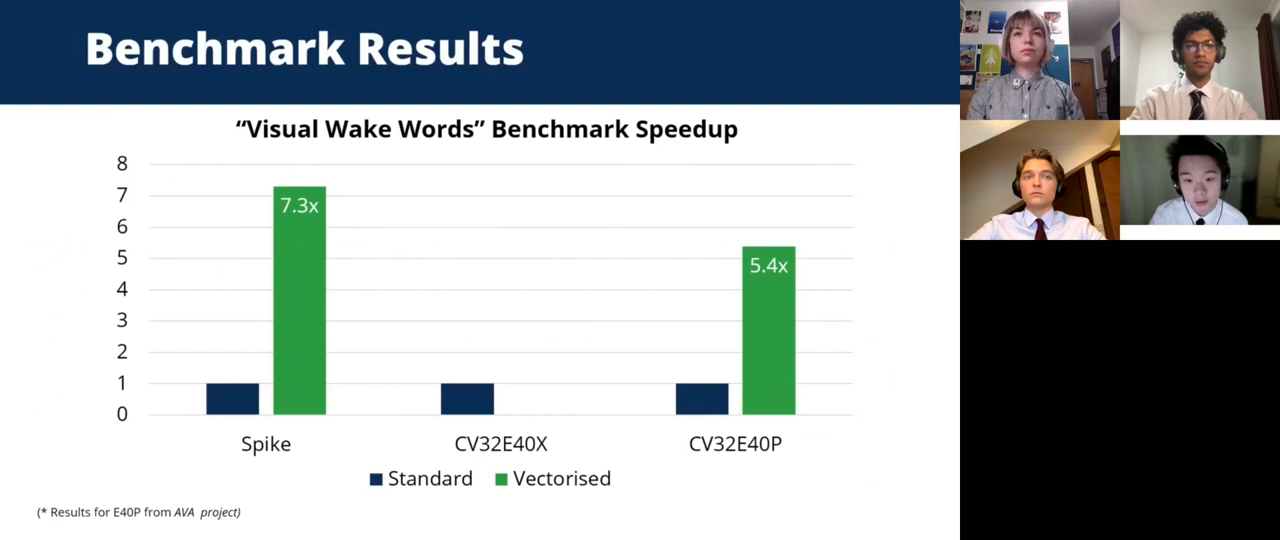 Benchmark Results
“Visual Wake Words” Benchmark Speedup
8
7
6
5
4
3
2
1
0
7.3x
5.4x
Spike CV32E40X CV32E40P
Standard Vectorised
(* Results for E40P from AVA project)